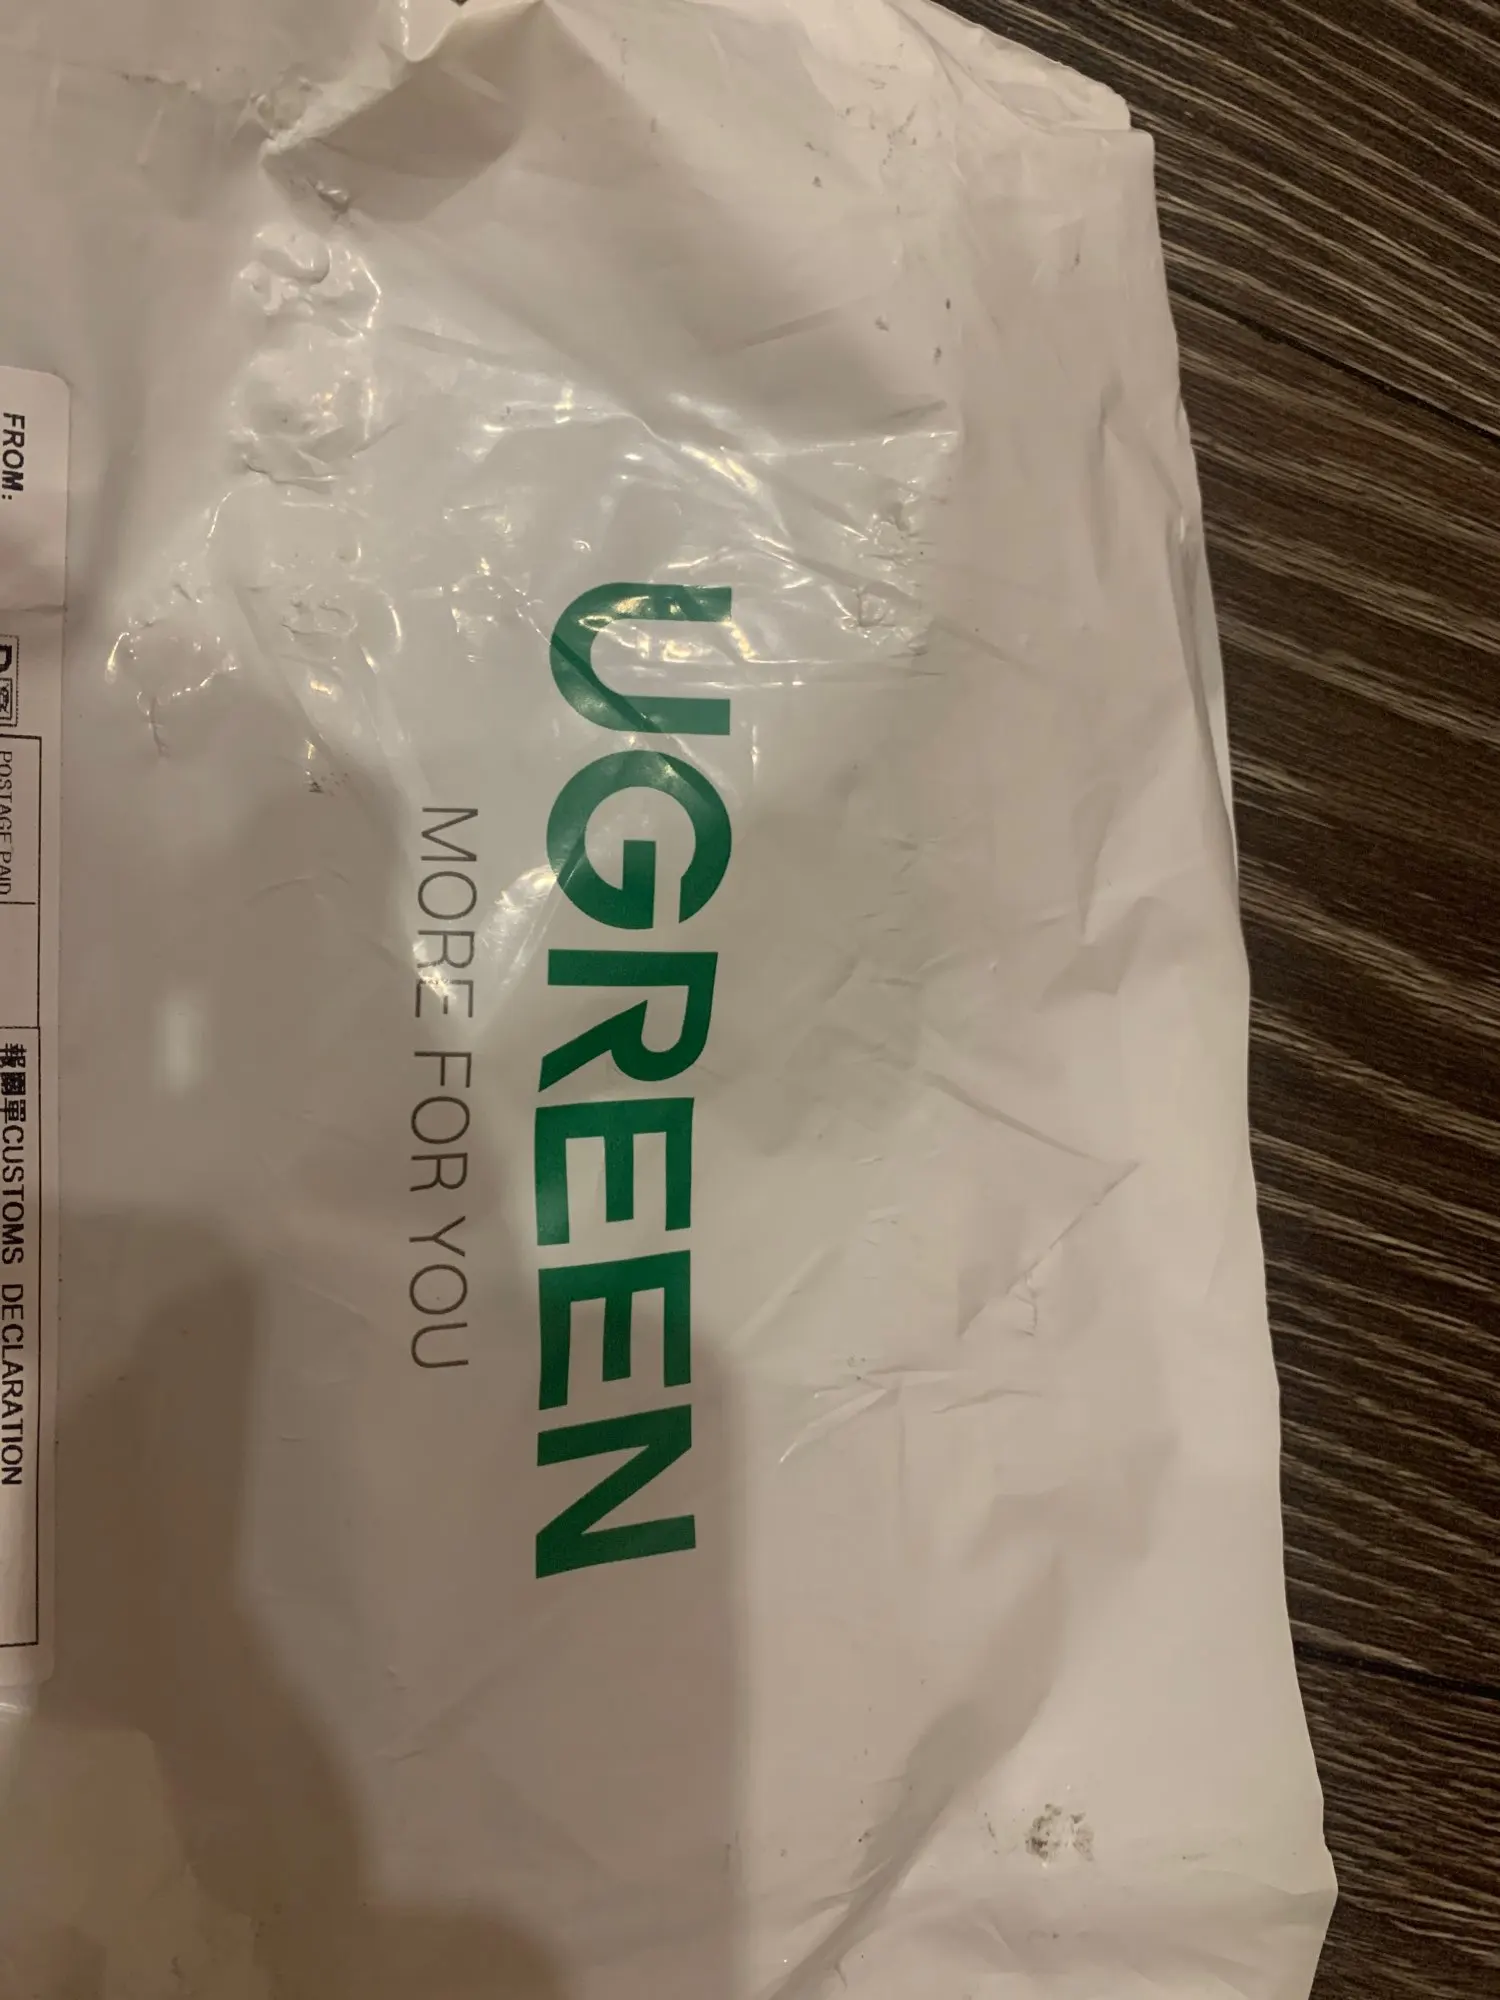 UGREEN
MORE FOR YOU
FROM:
POSTAGE PAID
報關單CUSTOMS DECLARATION